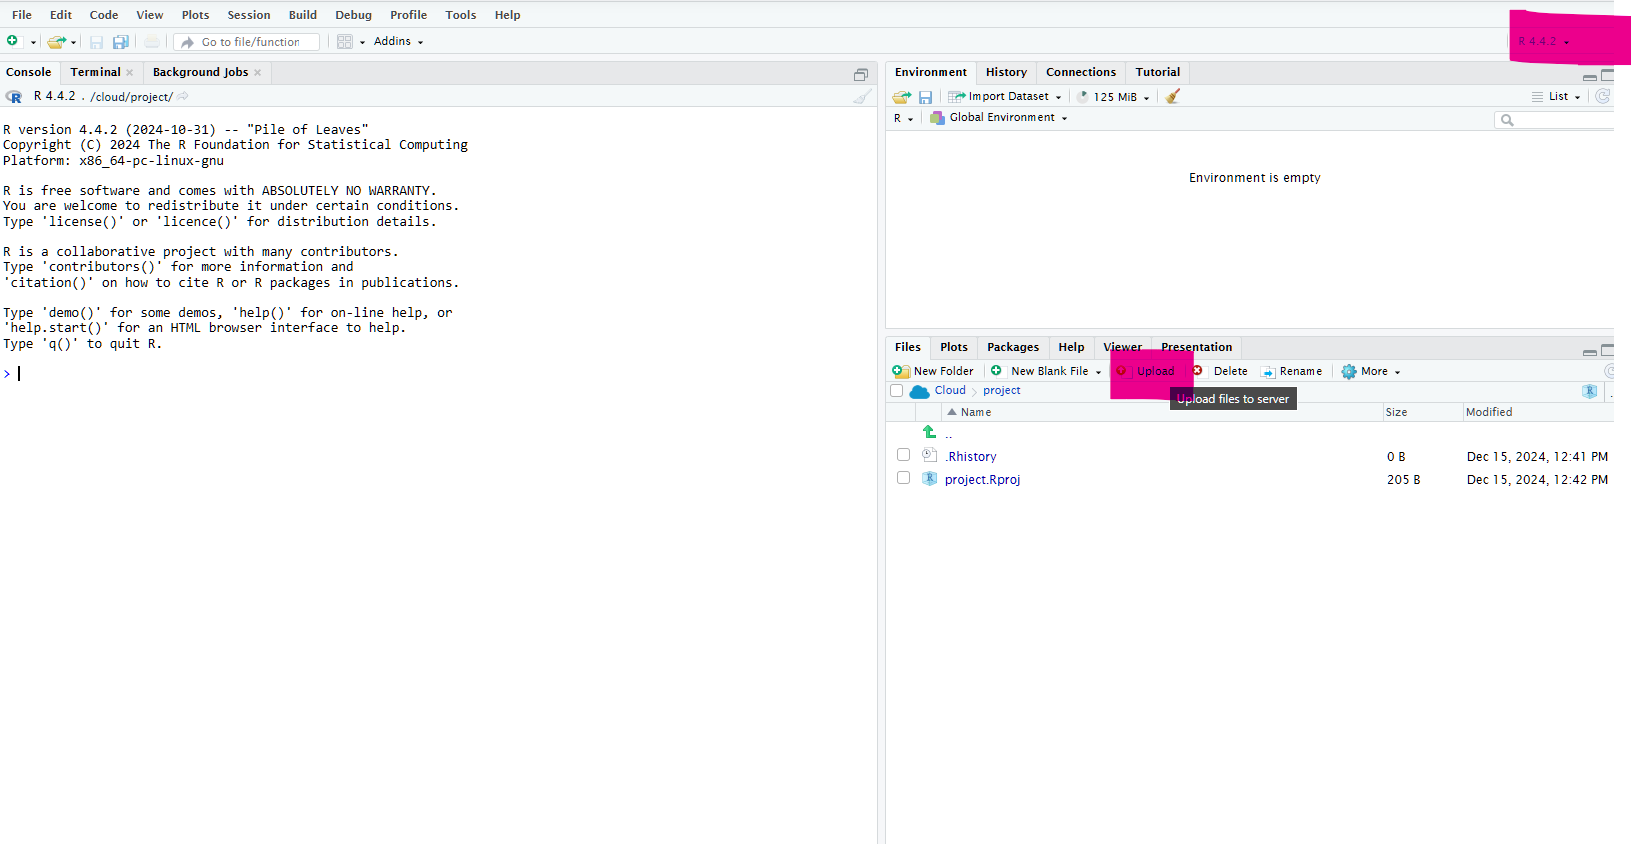 File Edit Code View Plots Session Build Debug Profile Tools Help
Go to file/function Addins R 4.4.2
Console Terminal Background Jobs
R 4.4.2 . /cloud/project/
R version 4.4.2 (2024-10-31) -- "Pile of Leaves"
Copyright (C) 2024 The R Foundation for Statistical Computing
Platform: x86_64-pc-linux-gnu
R is free software and comes with ABSOLUTELY NO WARRANTY.
You are welcome to redistribute it under certain conditions.
Type 'license()' or 'licence()' for distribution details.
R is a collaborative project with many contributors.
Type 'contributors()' for more information and
'citation()' on how to cite R or R packages in publications.
Type 'demo()' for some demos, 'help()' for on-line help, or
'help.start()' for an HTML browser interface to help.
Type 'q()' to quit R.
>
Environment History Connections Tutorial
Import Dataset 125 MiB List
R Global Environment
Environment is empty
Files Plots Packages Help Viewer Presentation
New Folder New Blank File Upload Delete Rename More
Cloud project
Upload files to server
Name Size Modified
..
.Rhistory 0 B Dec 15, 2024, 12:41 PM
project.Rproj 205 B Dec 15, 2024, 12:42 PM